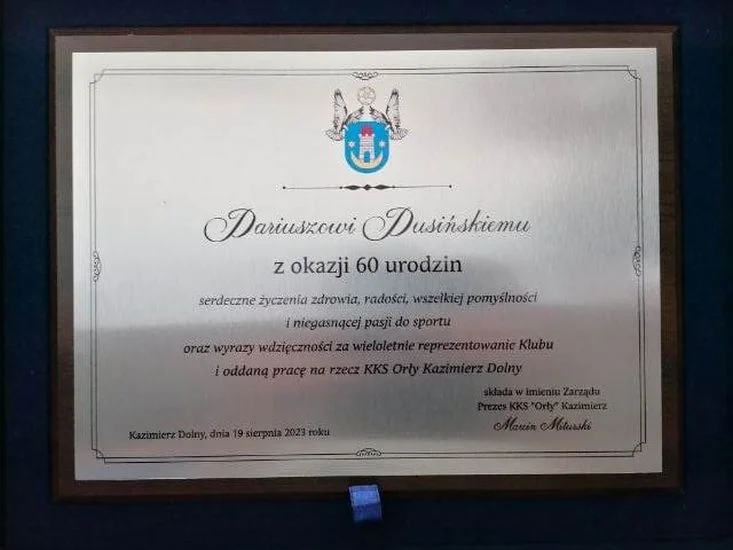 Dariuszowi Dusińskiemu
z okazji 60 urodzin
serdeczne życzenia zdrowia, radości, wszelkiej pomyślności
i niegasnącej pasji do sportu
oraz wyrazy wdzięczności za wieloletnie reprezentowanie Klubu
i oddaną pracę na rzecz KKS Orły Kazimierz Dolny
składa w imieniu Zarządu
Prezes KKS "Orły" Kazimierz
Marcin Miturski
Kazimierz Dolny, dnia 19 sierpnia 2023 roku